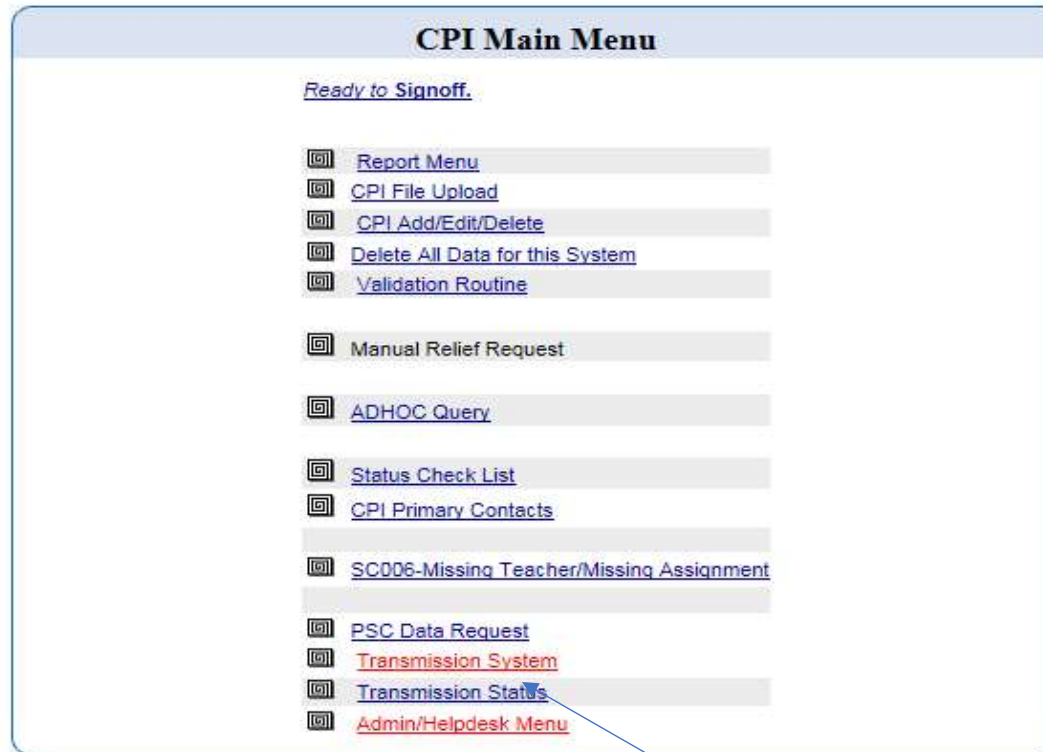 CPI Main Menu
Ready to Signoff.
Report Menu
CPI File Upload
CPI Add/Edit/Delete
Delete All Data for this System
Validation Routine
Manual Relief Request
ADHOC Query
Status Check List
CPI Primary Contacts
SC006-Missing Teacher/Missing Assignment
PSC Data Request
Transmission System
Transmission Status
Admin/Helpdesk Menu